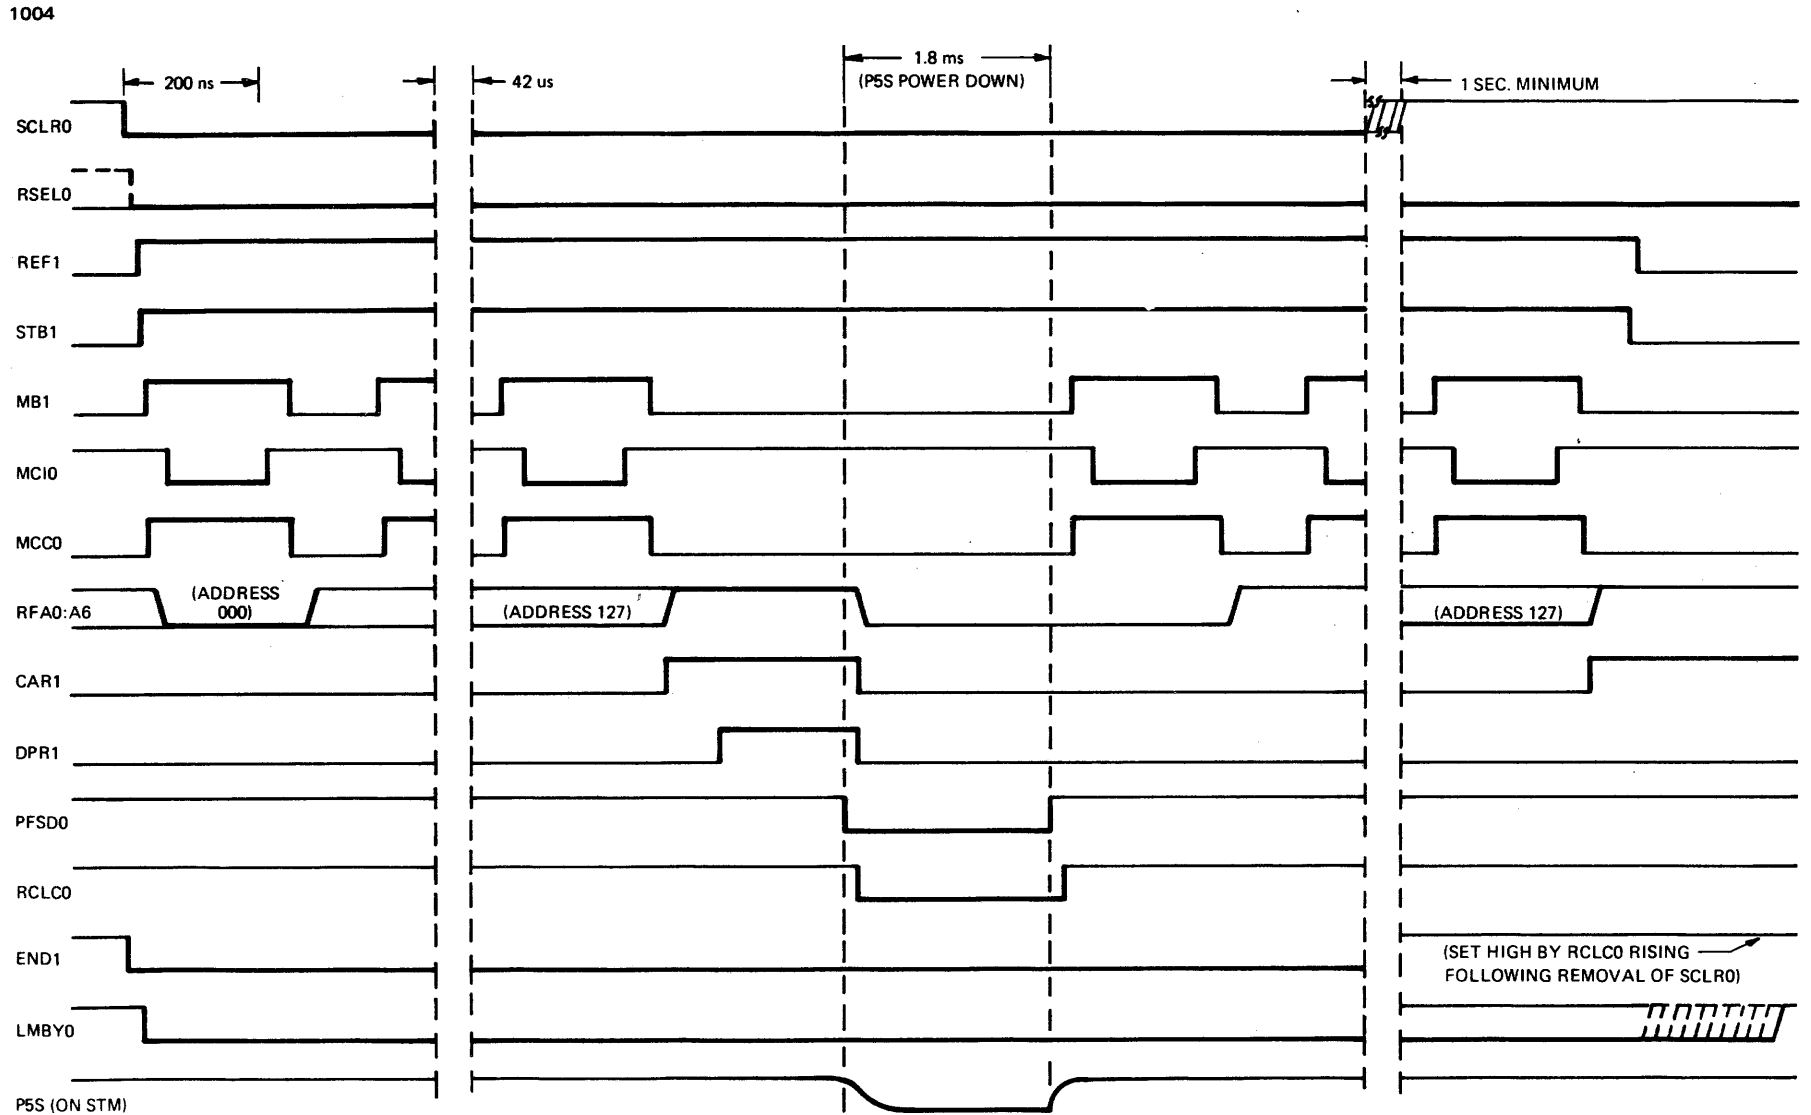 1004
200 ns
42 us
1.8 ms
(P5S POWER DOWN)
1 SEC. MINIMUM
SCLR0
RSEL0
REF1
STB1
MB1
MCI0
MCC0
RFA0:A6
(ADDRESS
000)
(ADDRESS 127)
(ADDRESS 127)
CAR1
DPR1
PFSD0
RCLC0
END1
(SET HIGH BY RCLC0 RISING
FOLLOWING REMOVAL OF SCLR0)
LMBY0
P5S (ON STM)